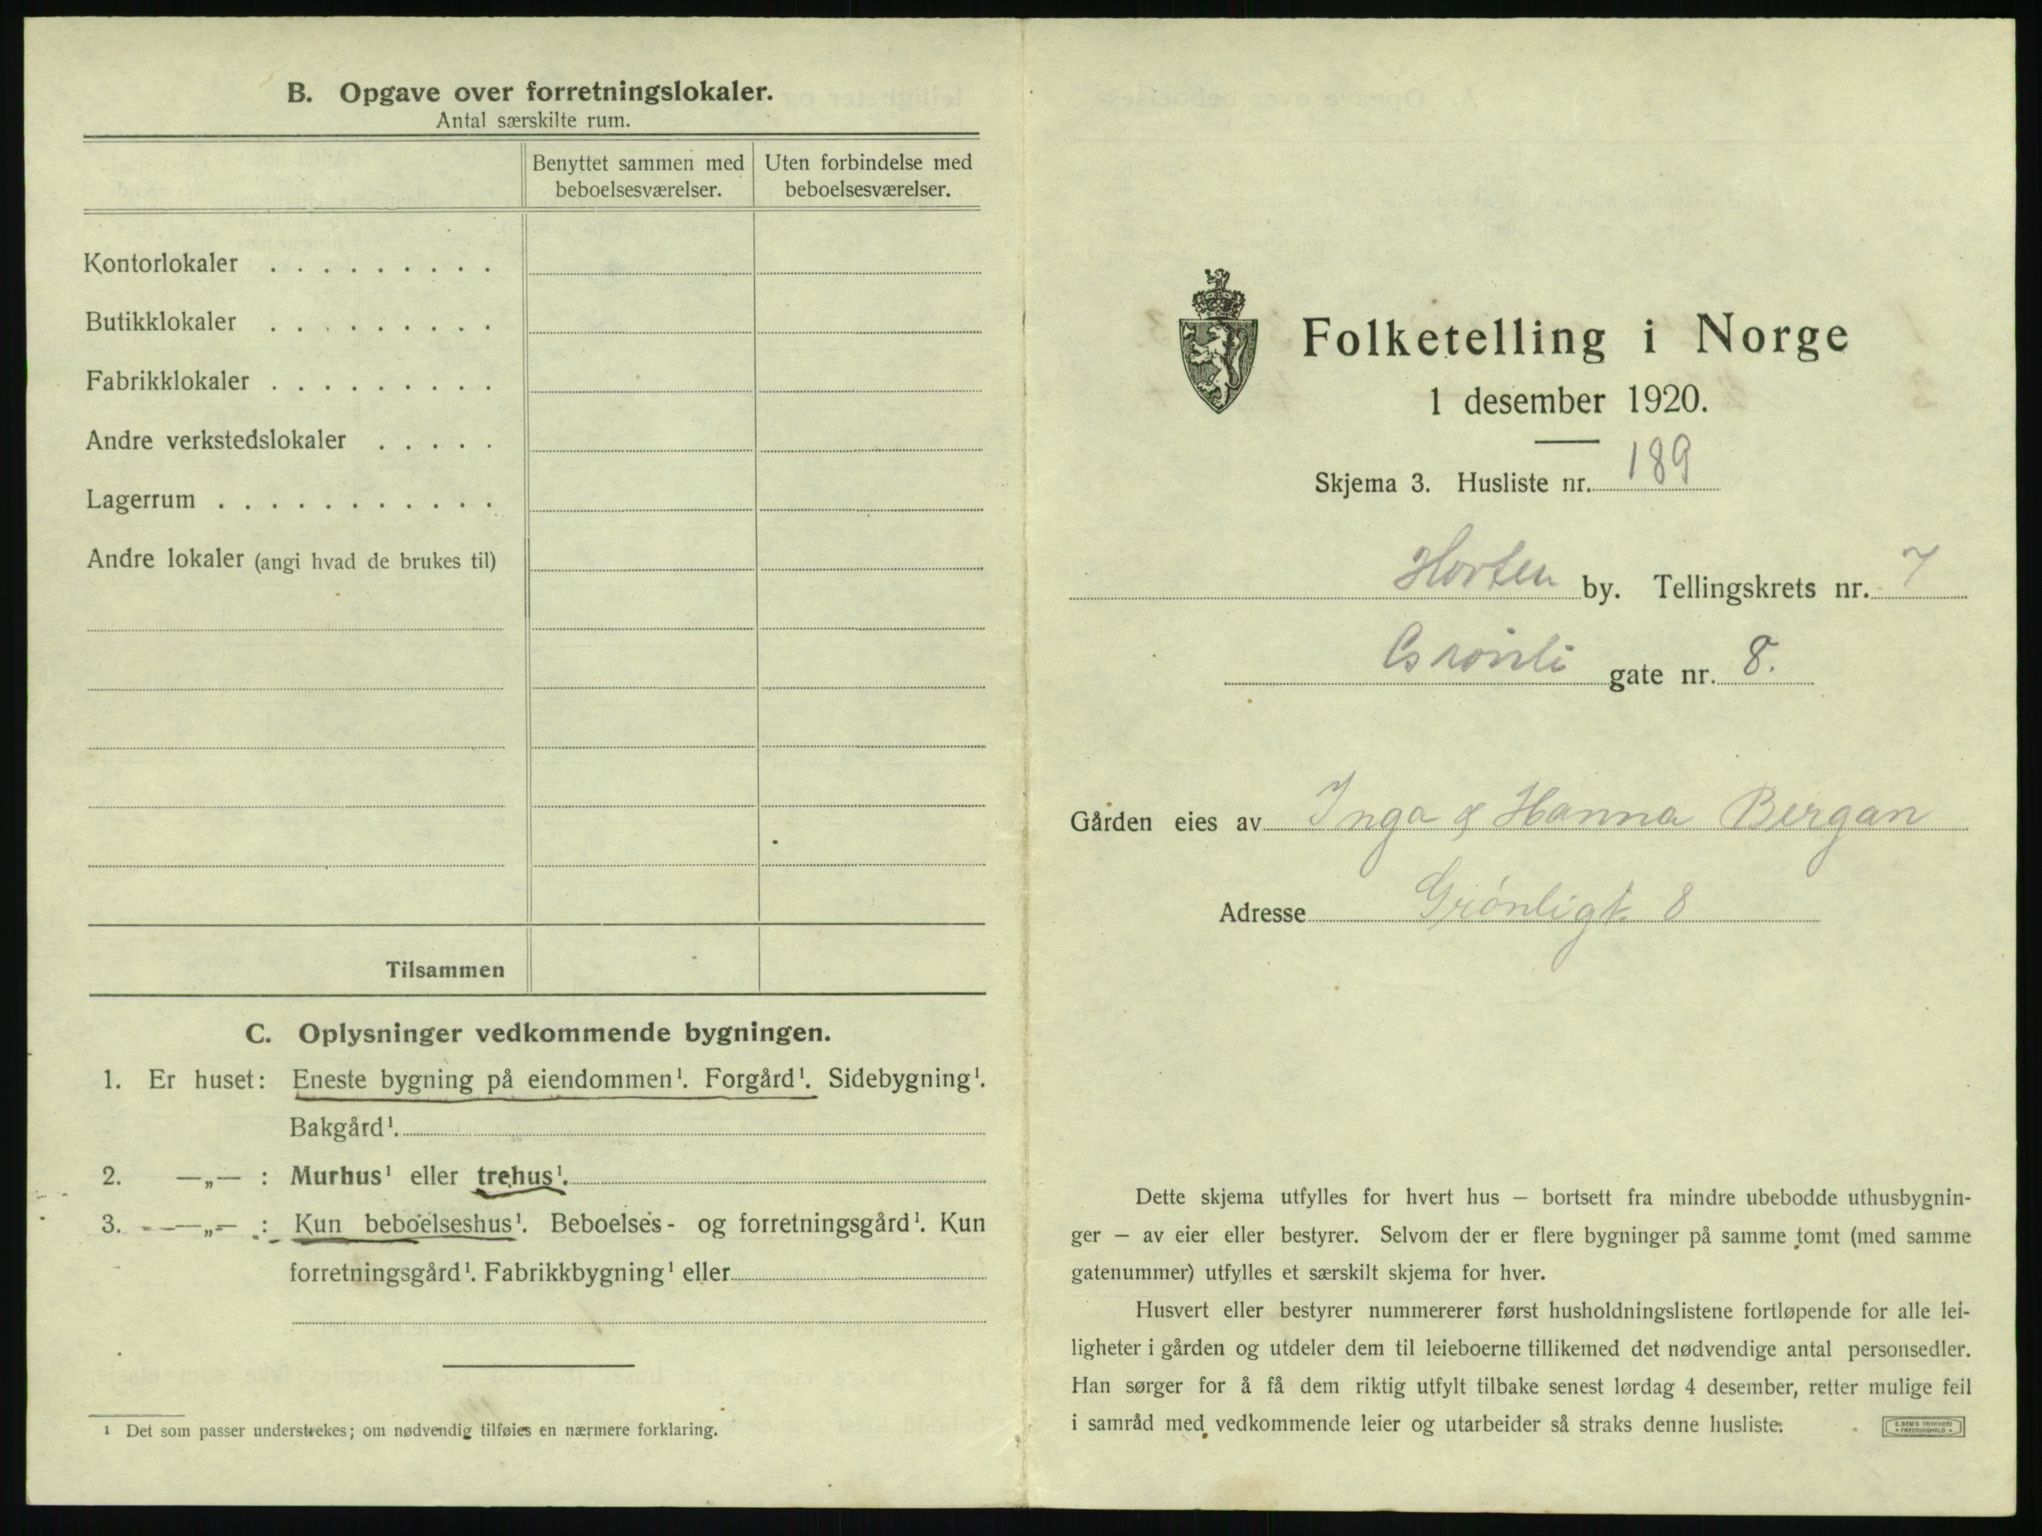 B. Opgave over forretningslokaler.
Antal særskilte rum.
Benyttet sammen med beboelsesværelser.
Uten forbindelse med beboelsesværelser.
Kontorlokaler . . . . . . . . .
Butikklokaler . . . . . . . . .
Fabrikklokaler . . . . . . . . .
Andre verkstedslokaler . . . . .
Lagerrum . . . . . . . . . . .
Andre lokaler (angi hvad de brukes til)
Tilsammen
C. Oplysninger vedkommende bygningen.
1. Er huset: Eneste bygning på eiendommen¹. Forgård¹. Sidebygning¹.
Bakgård¹.
2. —„— : Murhus¹ eller trehus¹.
3. —„— : Kun beboelseshus¹. Beboelses- og forretningsgård¹. Kun
forretningsgård¹. Fabrikkbygning¹ eller
¹ Det som passer understrekes; om nødvendig tilføies en nærmere forklaring.
Folketelling i Norge
1 desember 1920.
Skjema 3. Husliste nr. 189
Horten by. Tellingskrets nr. 7
Grønli gate nr. 8.
Gården eies av Inga & Hanna Bergan
Adresse Grønligt. 8
Dette skjema utfylles for hvert hus – bortsett fra mindre ubebodde uthusbygnin-
ger – av eier eller bestyrer. Selvom der er flere bygninger på samme tomt (med samme
gatenummer) utfylles et særskilt skjema for hver.
Husvert eller bestyrer nummererer først husholdningslistene fortløpende for alle lei-
ligheter i gården og utdeler dem til leieboerne tillikemed det nødvendige antal personsedler.
Han sørger for å få dem riktig utfylt tilbake senest lørdag 4 desember, retter mulige feil
i samråd med vedkommende leier og utarbeider så straks denne husliste.
E. SEM'S TRYKKERI
FREDRIKSHALD